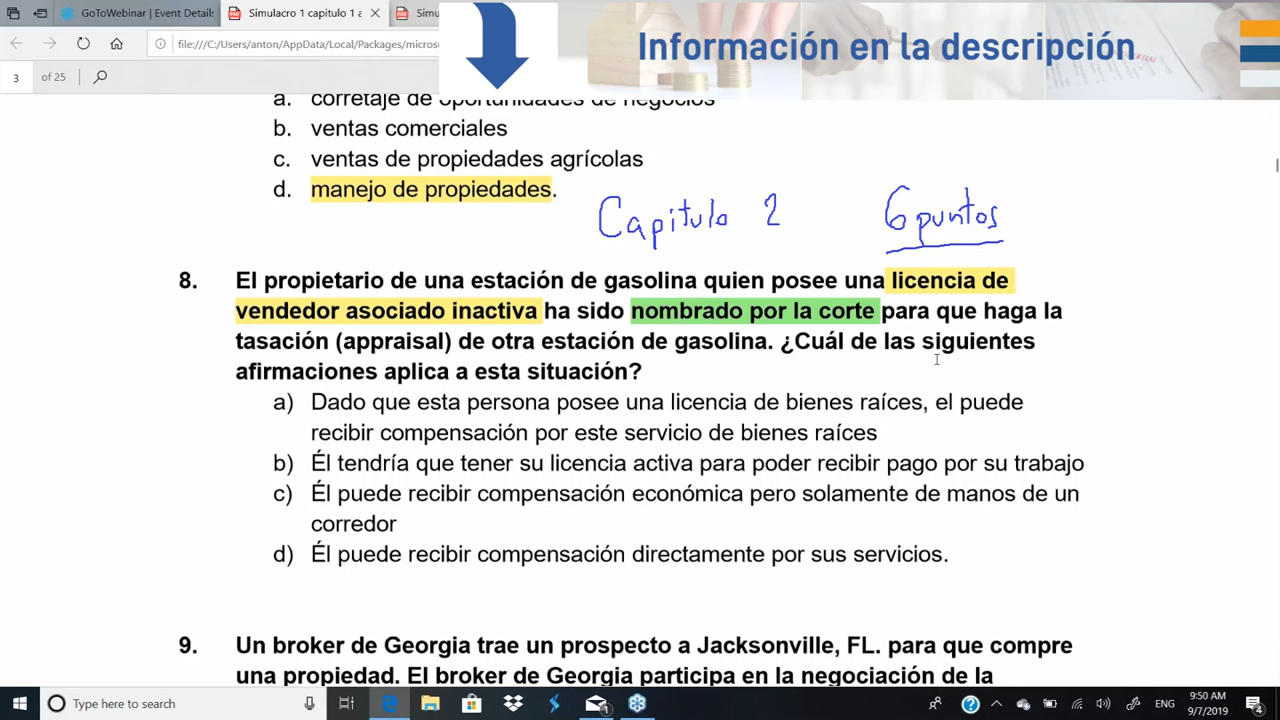 GoToWebinar | Event Detail
Simulacro 1 capitulo 1 a
Simu
Información en la descripción
file:///C:/Users/anton/AppData/Local/Packages/micros
3 of 25
a. corretaje de oportunidades de negocios
b. ventas comerciales
c. ventas de propiedades agrícolas
d. manejo de propiedades.
Capitulo 2 6 puntos
8. El propietario de una estación de gasolina quien posee una licencia de
vendedor asociado inactiva ha sido nombrado por la corte para que haga la
tasación (appraisal) de otra estación de gasolina. ¿Cuál de las siguientes
afirmaciones aplica a esta situación?
a) Dado que esta persona posee una licencia de bienes raíces, el puede
recibir compensación por este servicio de bienes raíces
b) Él tendría que tener su licencia activa para poder recibir pago por su trabajo
c) Él puede recibir compensación económica pero solamente de manos de un
corredor
d) Él puede recibir compensación directamente por sus servicios.
9. Un broker de Georgia trae un prospecto a Jacksonville, FL. para que compre
una propiedad. El broker de Georgia participa en la negociación de la
Type here to search
ENG
9:50 AM
9/7/2019